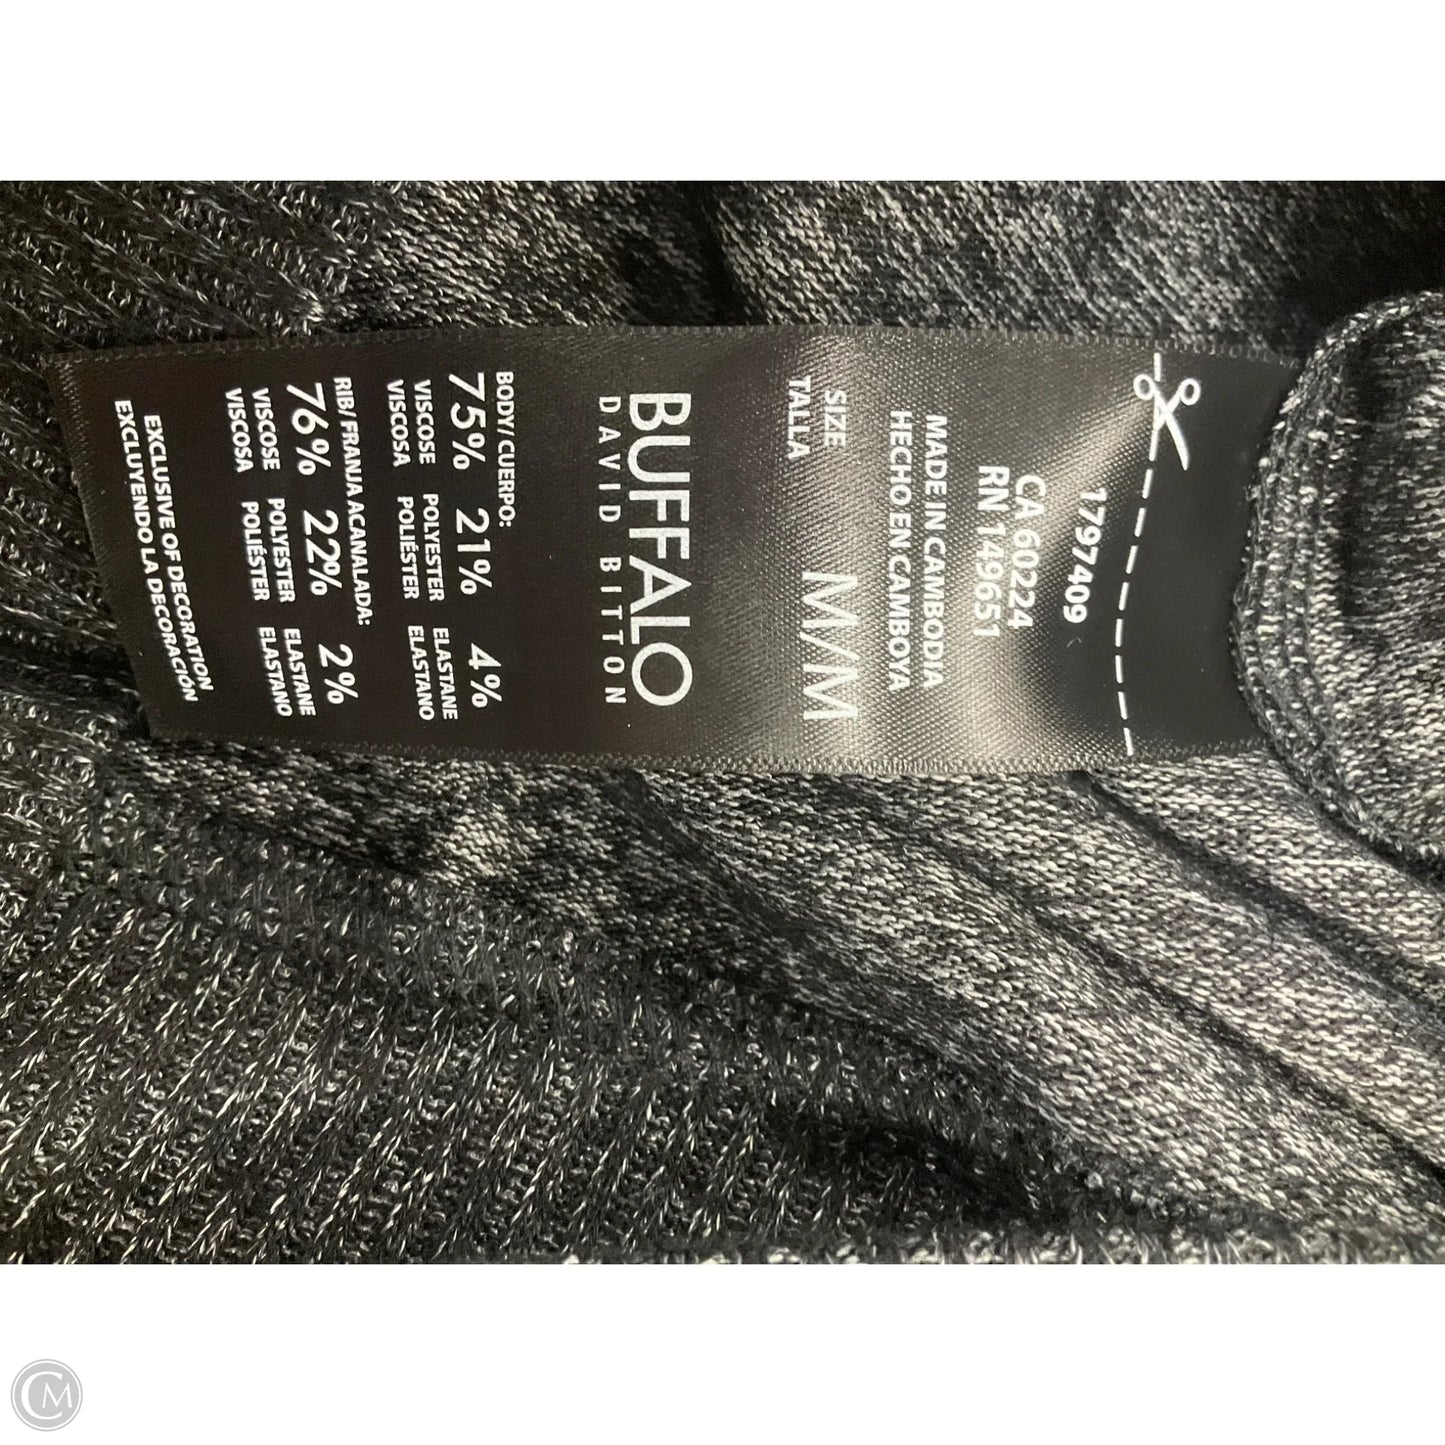 1797409
CA 60224
RN 149651
MADE IN CAMBODIA
HECHO EN CAMBOYA
SIZE
TALLA
M/M
BUFFALO
DAVID BITTON
BODY/ CUERPO:
75% 21% 4%
VISCOSE POLYESTER ELASTANE
VISCOSA POLIÉSTER ELASTANO
RIB/ FRANJA ACANALADA:
76% 22% 2%
VISCOSE POLYESTER ELASTANE
VISCOSA POLIÉSTER ELASTANO
EXCLUSIVE OF DECORATION
EXCLUYENDO LA DECORACIÓN
CM